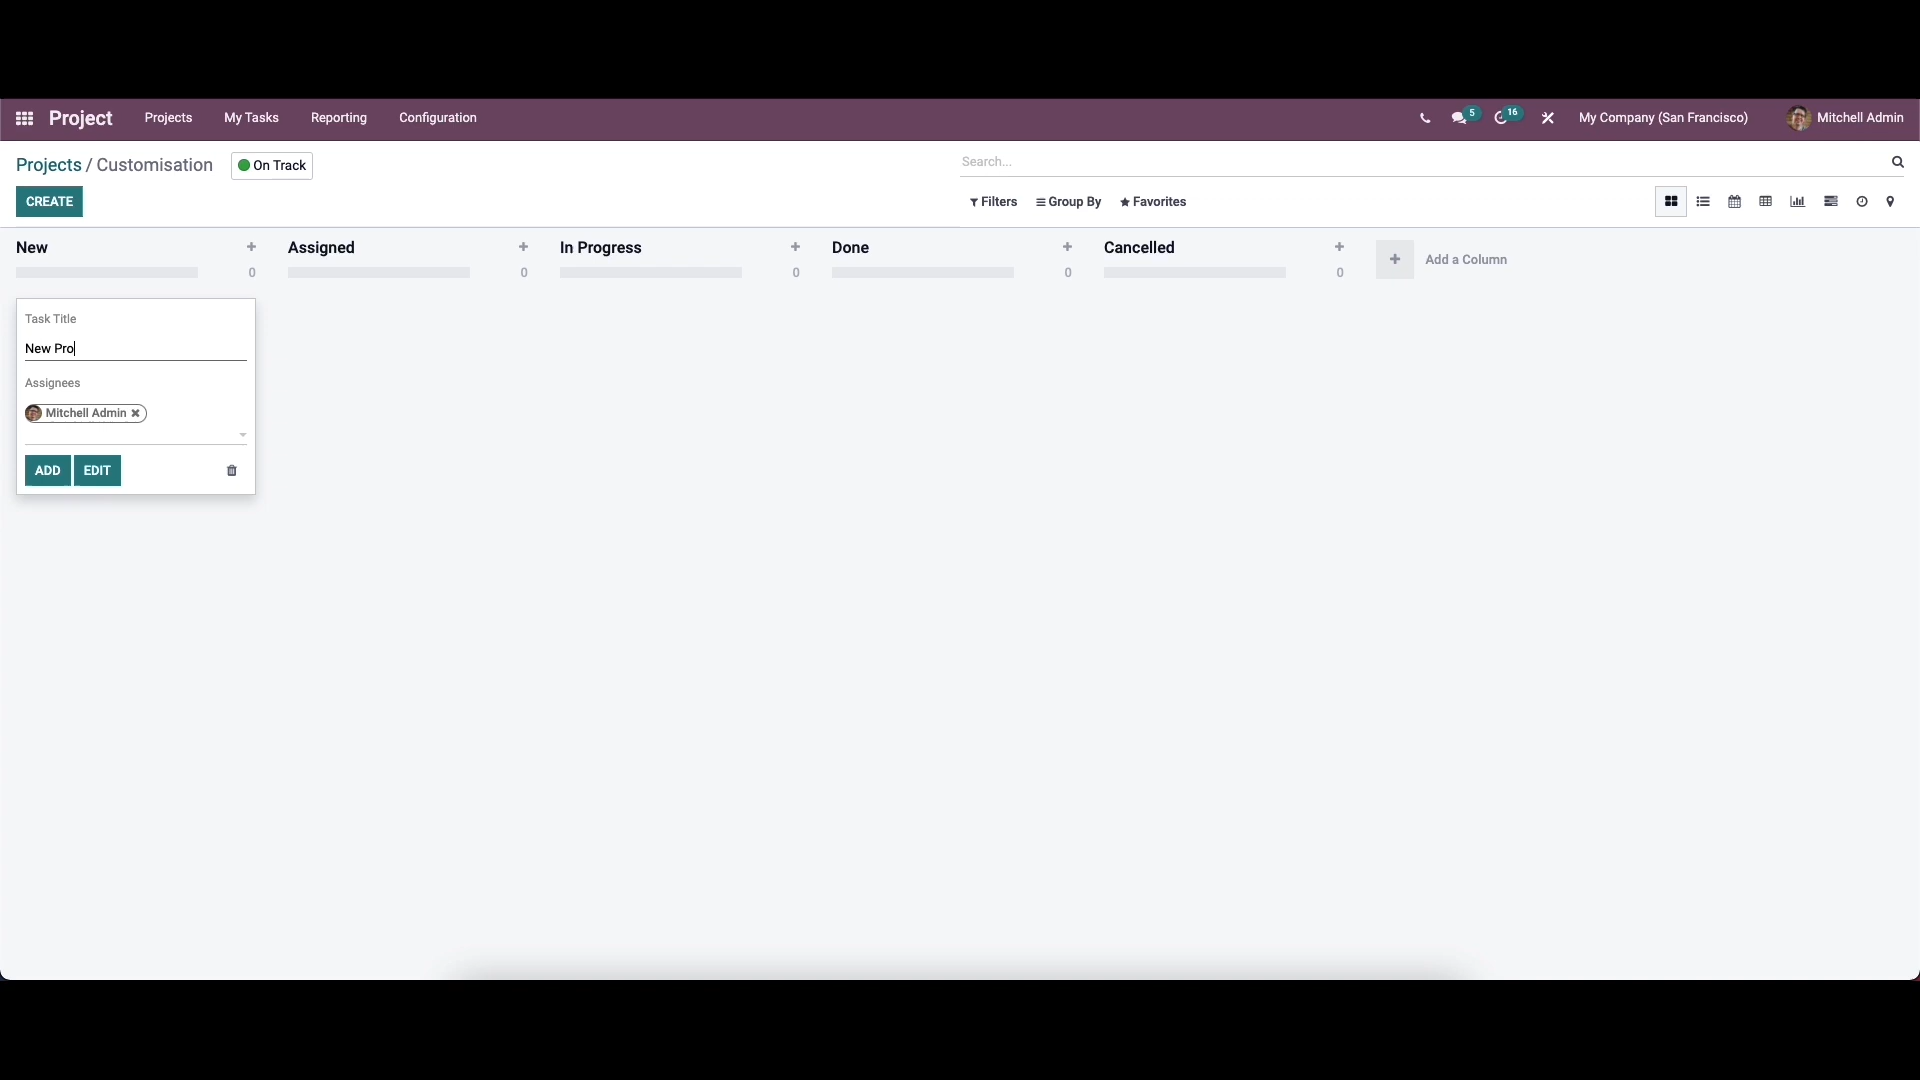 Project Projects My Tasks Reporting Configuration 5 16 My Company (San Francisco) Mitchell Admin
Projects / Customisation On Track Search...
CREATE Filters Group By Favorites
New + Assigned + In Progress + Done + Cancelled + + Add a Column
0 0 0 0 0
Task Title
New Pro
Assignees
Mitchell Admin
ADD EDIT